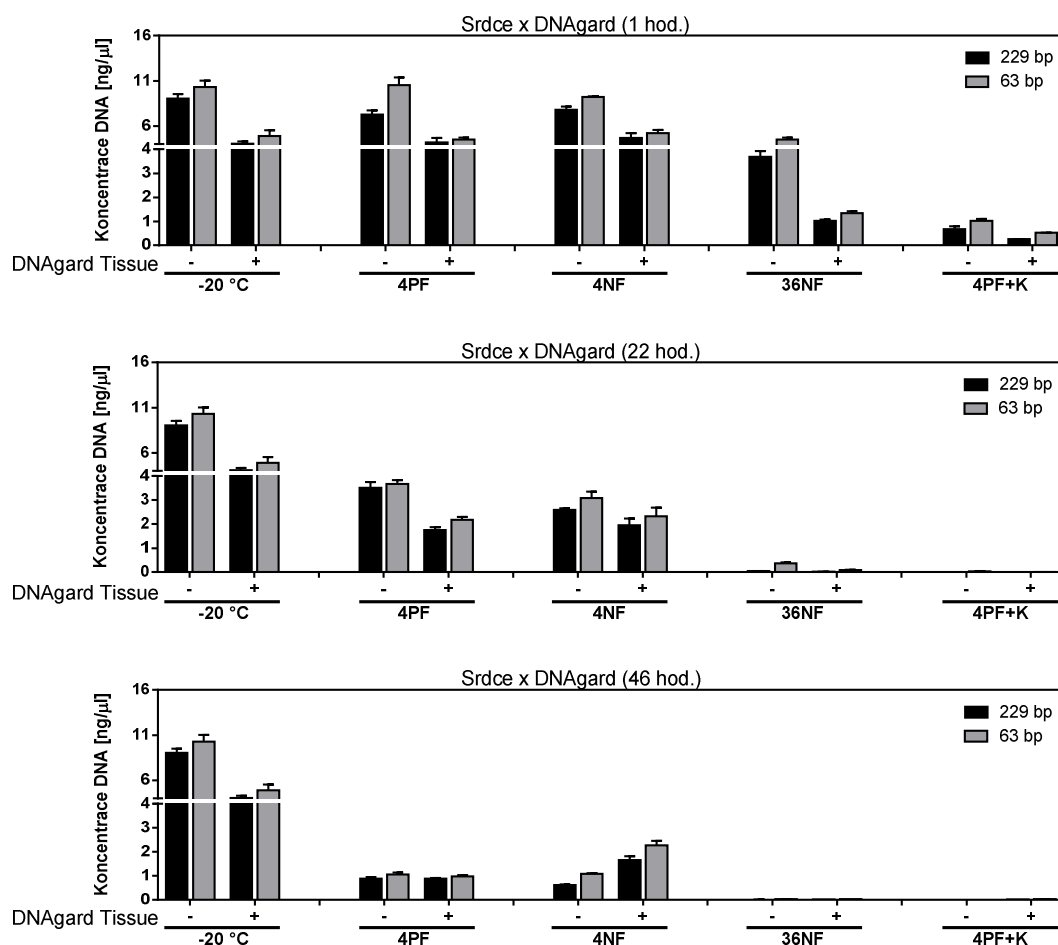 Srdce x DNAgard (1 hod.)
Koncentrace DNA [ng/µl]
16
11
6
4
3
2
1
0
229 bp
63 bp
DNAgard Tissue - + - + - + - + - +
-20 °C 4PF 4NF 36NF 4PF+K
Srdce x DNAgard (22 hod.)
Koncentrace DNA [ng/µl]
16
11
6
4
3
2
1
0
229 bp
63 bp
DNAgard Tissue - + - + - + - + - +
-20 °C 4PF 4NF 36NF 4PF+K
Srdce x DNAgard (46 hod.)
Koncentrace DNA [ng/µl]
16
11
6
4
3
2
1
0
229 bp
63 bp
DNAgard Tissue - + - + - + - + - +
-20 °C 4PF 4NF 36NF 4PF+K